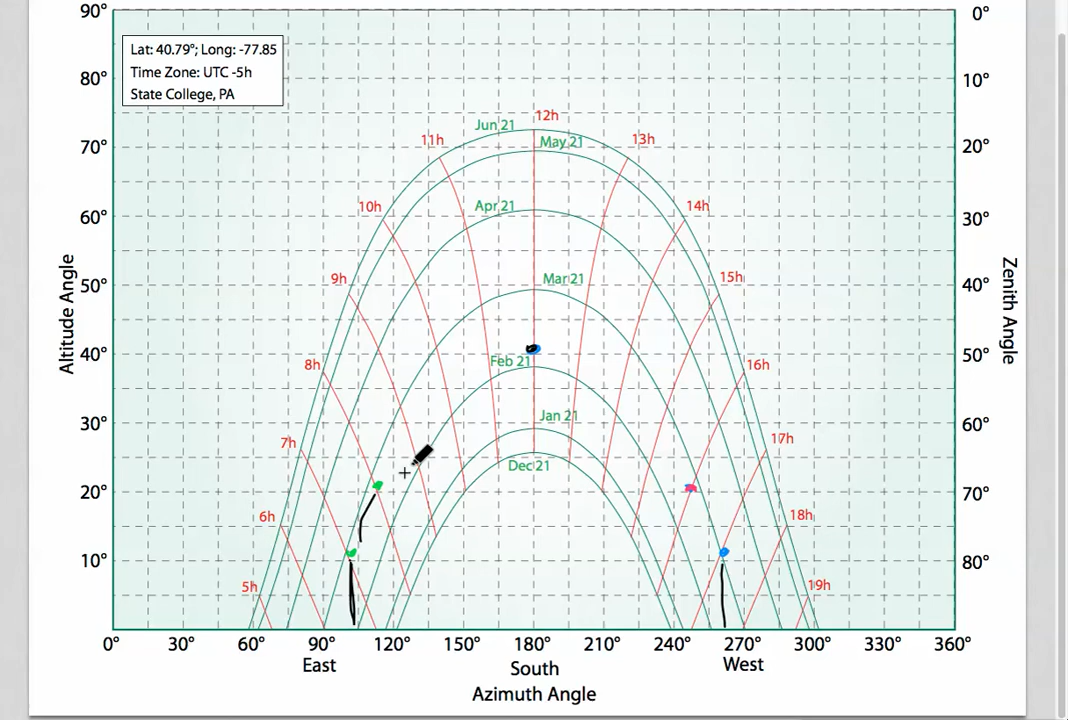 90°
0°
Lat: 40.79°; Long: -77.85
Time Zone: UTC -5h
State College, PA
80°
10°
Jun 21
12h
11h
May 21
13h
70°
20°
10h
Apr 21
14h
60°
30°
9h
Mar 21
15h
50°
40°
Altitude Angle
Zenith Angle
8h
Feb 21
16h
40°
50°
7h
Jan 21
17h
30°
60°
Dec 21
20°
70°
6h
18h
10°
80°
5h
19h
0° 30° 60° 90° 120° 150° 180° 210° 240° 270° 300° 330° 360°
East South West
Azimuth Angle